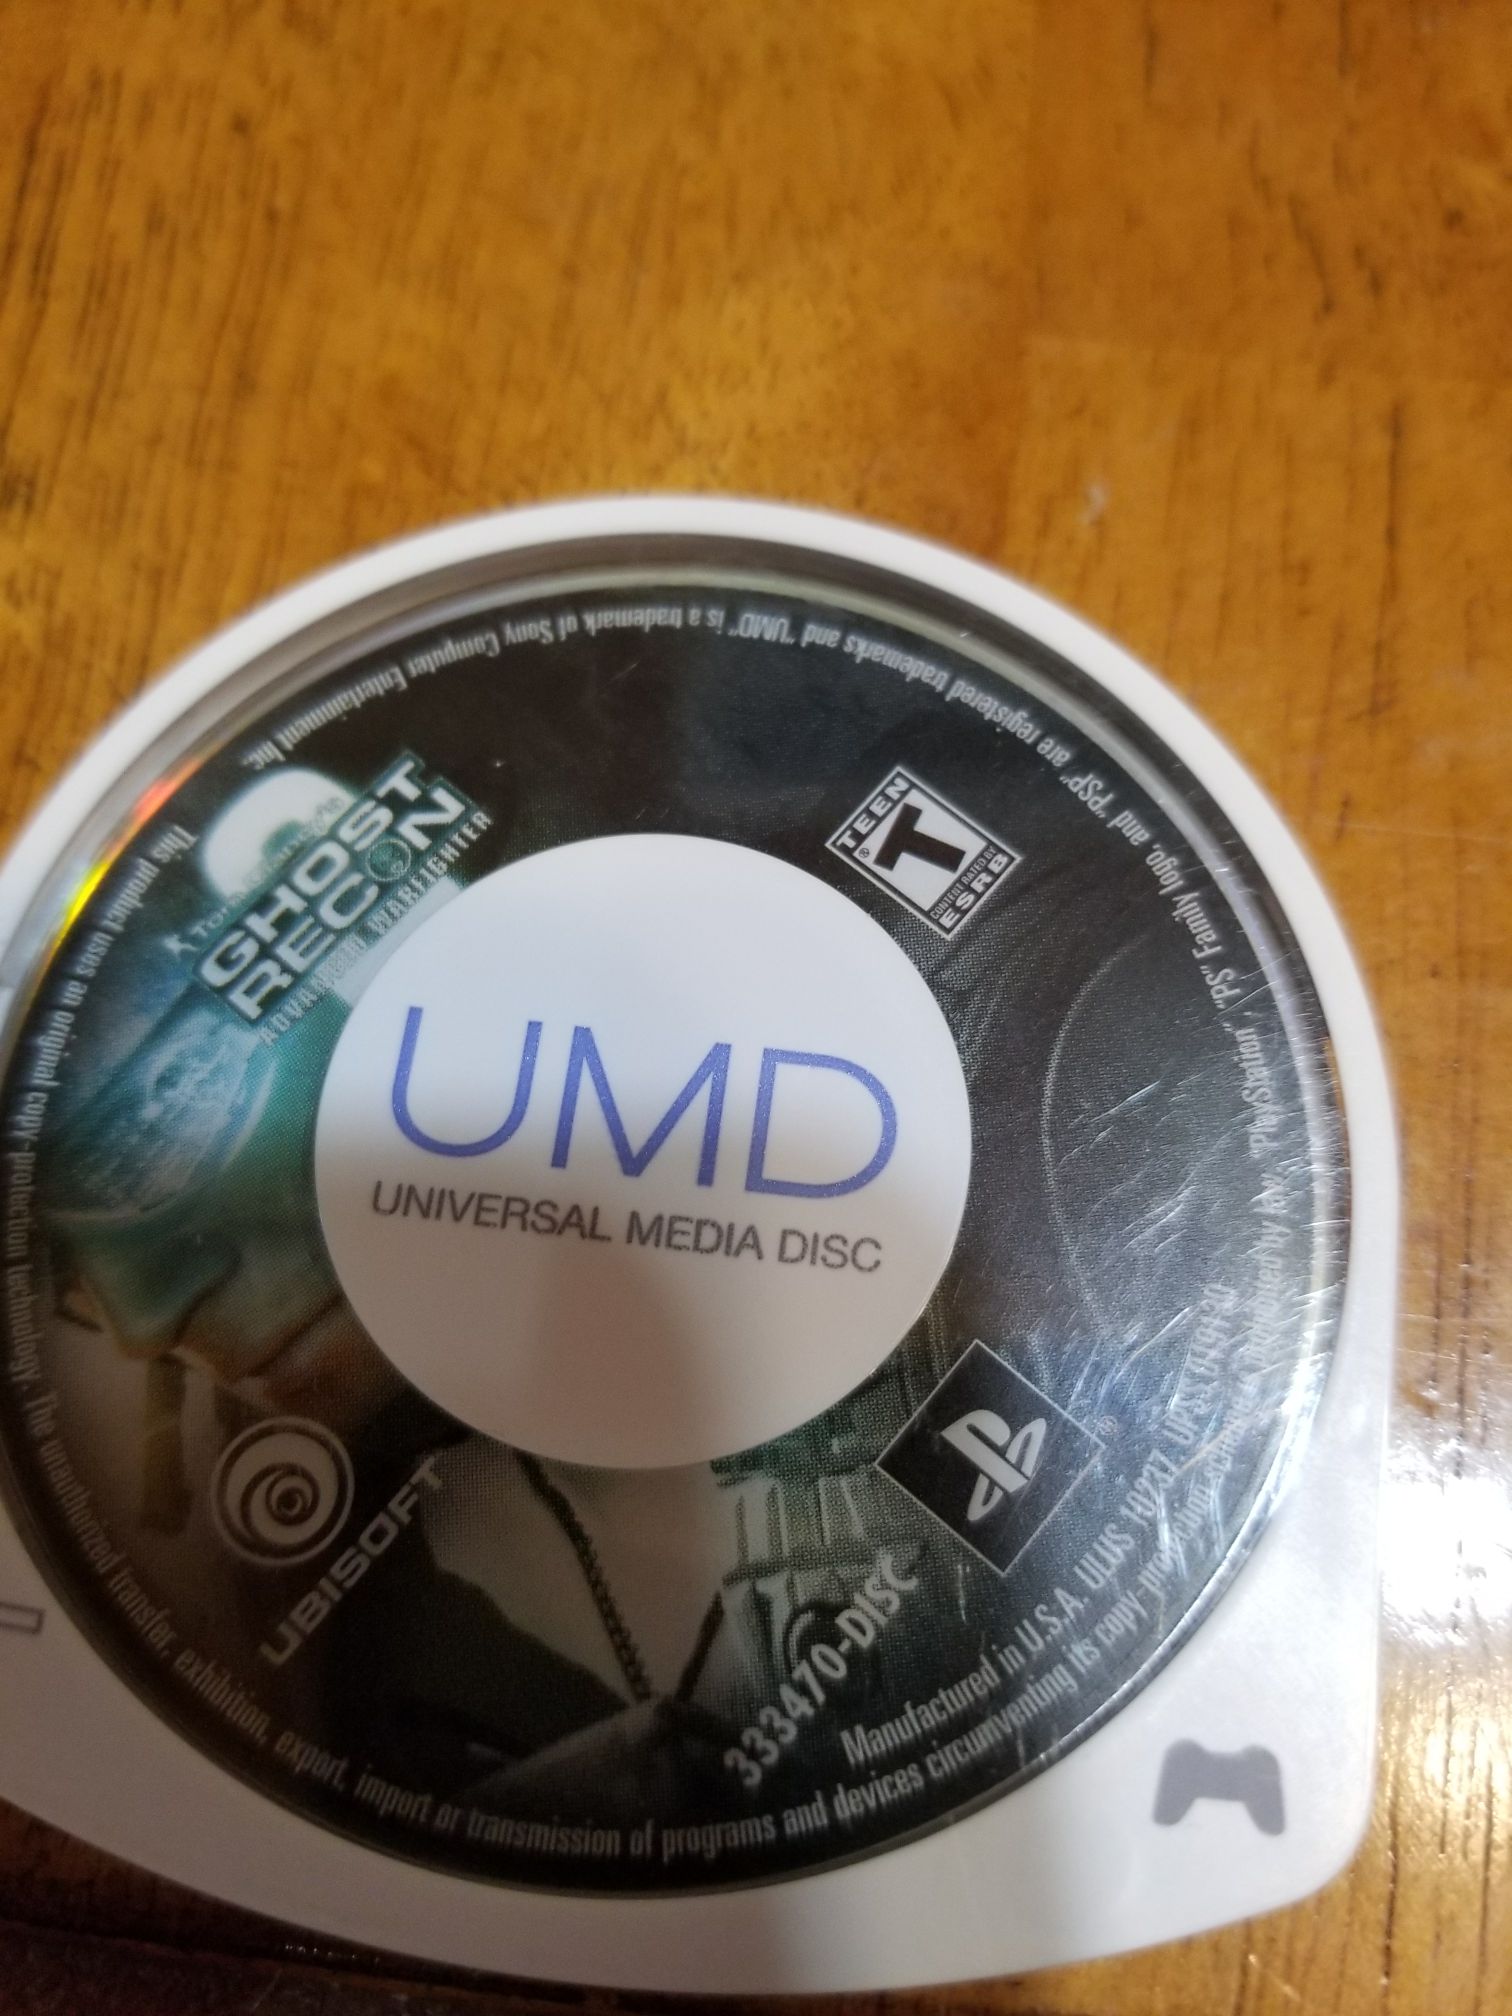 GHOST
RECON
ADVANCED WARFIGHTER
TEEN
T
CONTENT RATED BY
ESRB
UMD
UNIVERSAL MEDIA DISC
UBISOFT
333470-DISC
Manufactured in U.S.A. ULUS 10237
This product uses an original copy-protection technology. The unauthorized transfer, exhibition, export, import or transmission of programs and devices circumventing its copy-protection
"PlayStation", "PS" Family logo, and "PSP" are registered trademarks and "UMD" is a trademark of Sony Computer Entertainment Inc.